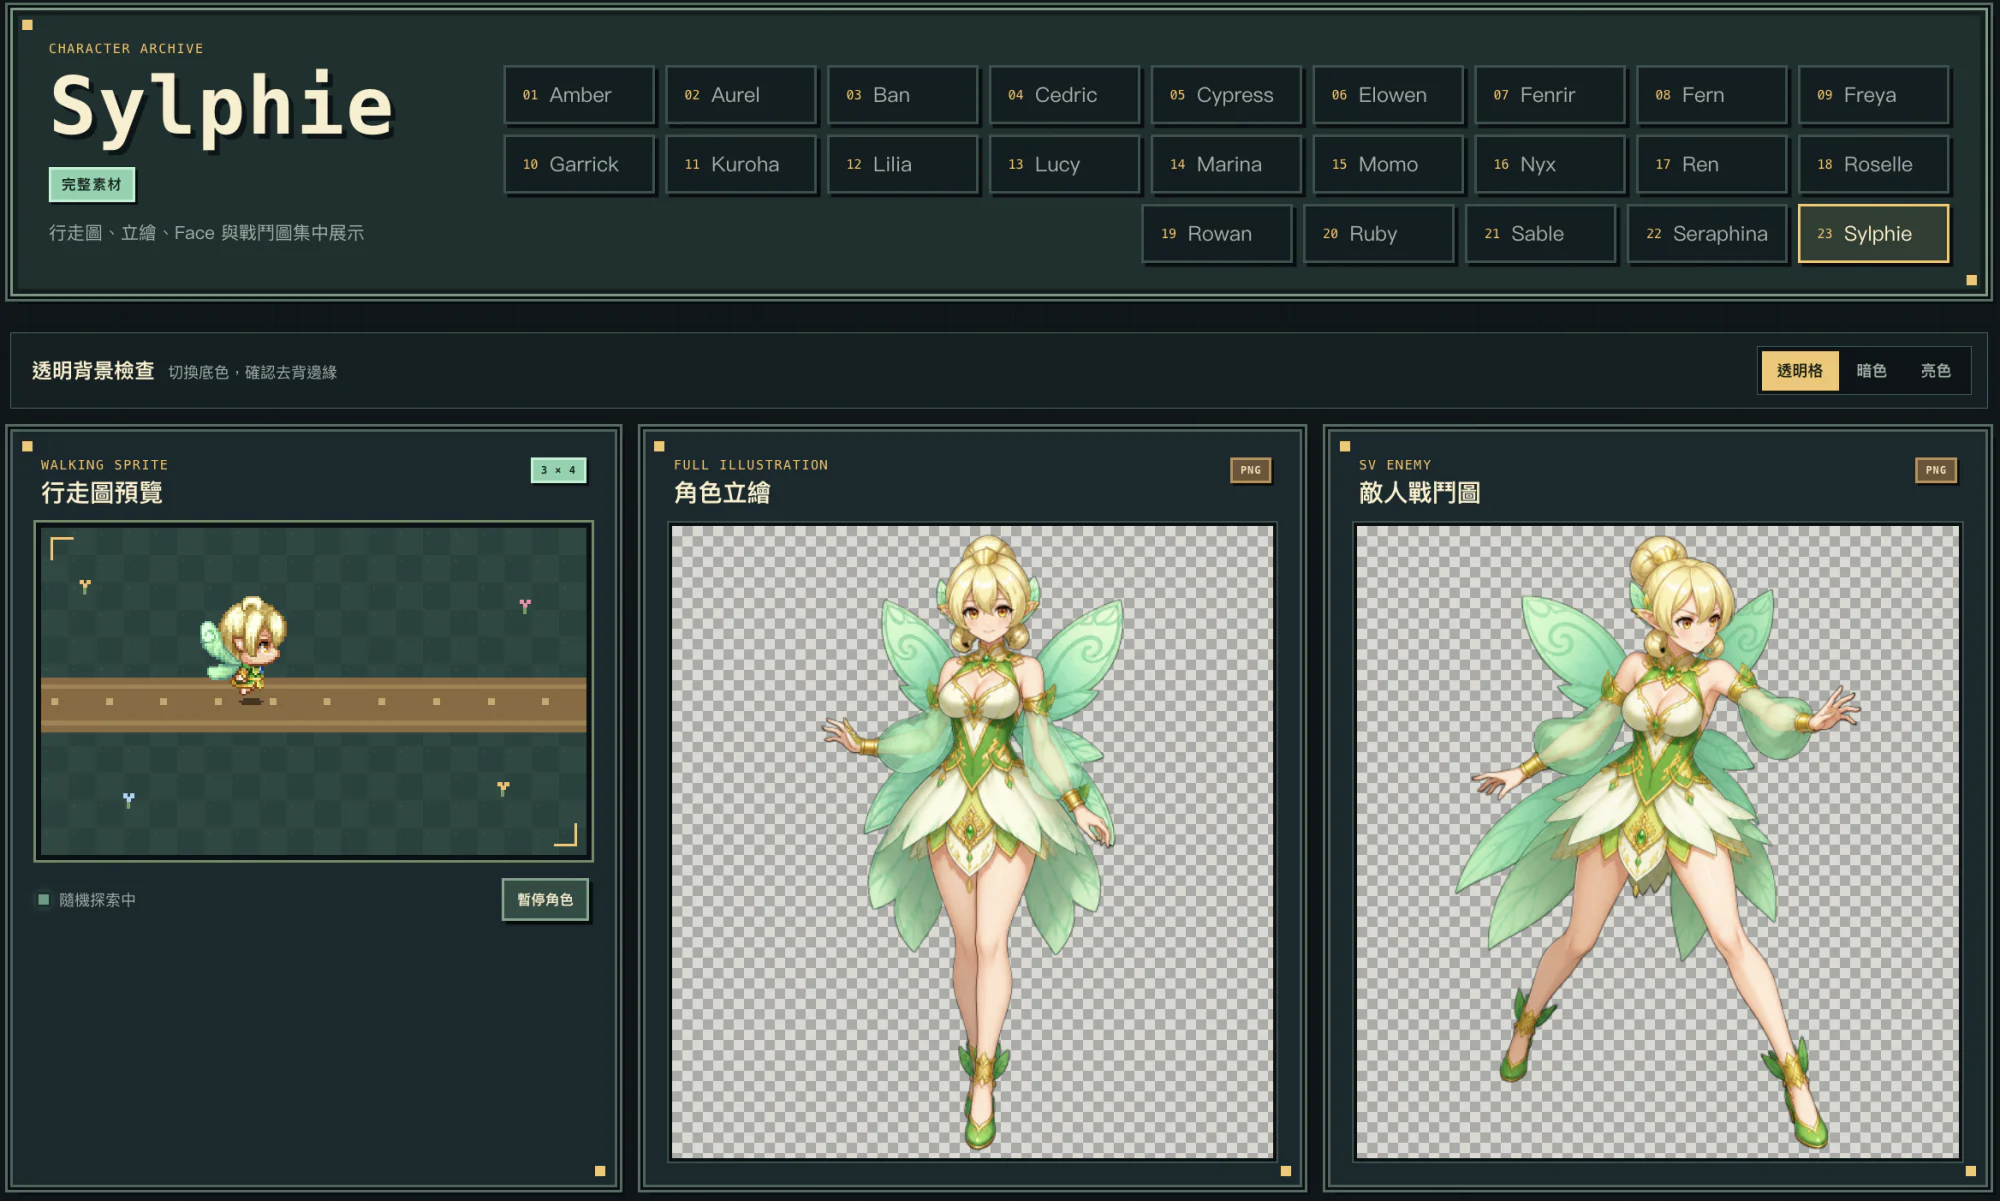 CHARACTER ARCHIVE
Sylphie
完整素材
行走圖、立繪、Face 與戰鬥圖集中展示
01 Amber
02 Aurel
03 Ban
04 Cedric
05 Cypress
06 Elowen
07 Fenrir
08 Fern
09 Freya
10 Garrick
11 Kuroha
12 Lilia
13 Lucy
14 Marina
15 Momo
16 Nyx
17 Ren
18 Roselle
19 Rowan
20 Ruby
21 Sable
22 Seraphina
23 Sylphie
透明背景檢查 切換底色，確認去背邊緣
透明格
暗色
亮色
WALKING SPRITE
行走圖預覽
3 × 4
隨機探索中
暫停角色
FULL ILLUSTRATION
角色立繪
PNG
SV ENEMY
敵人戰鬥圖
PNG